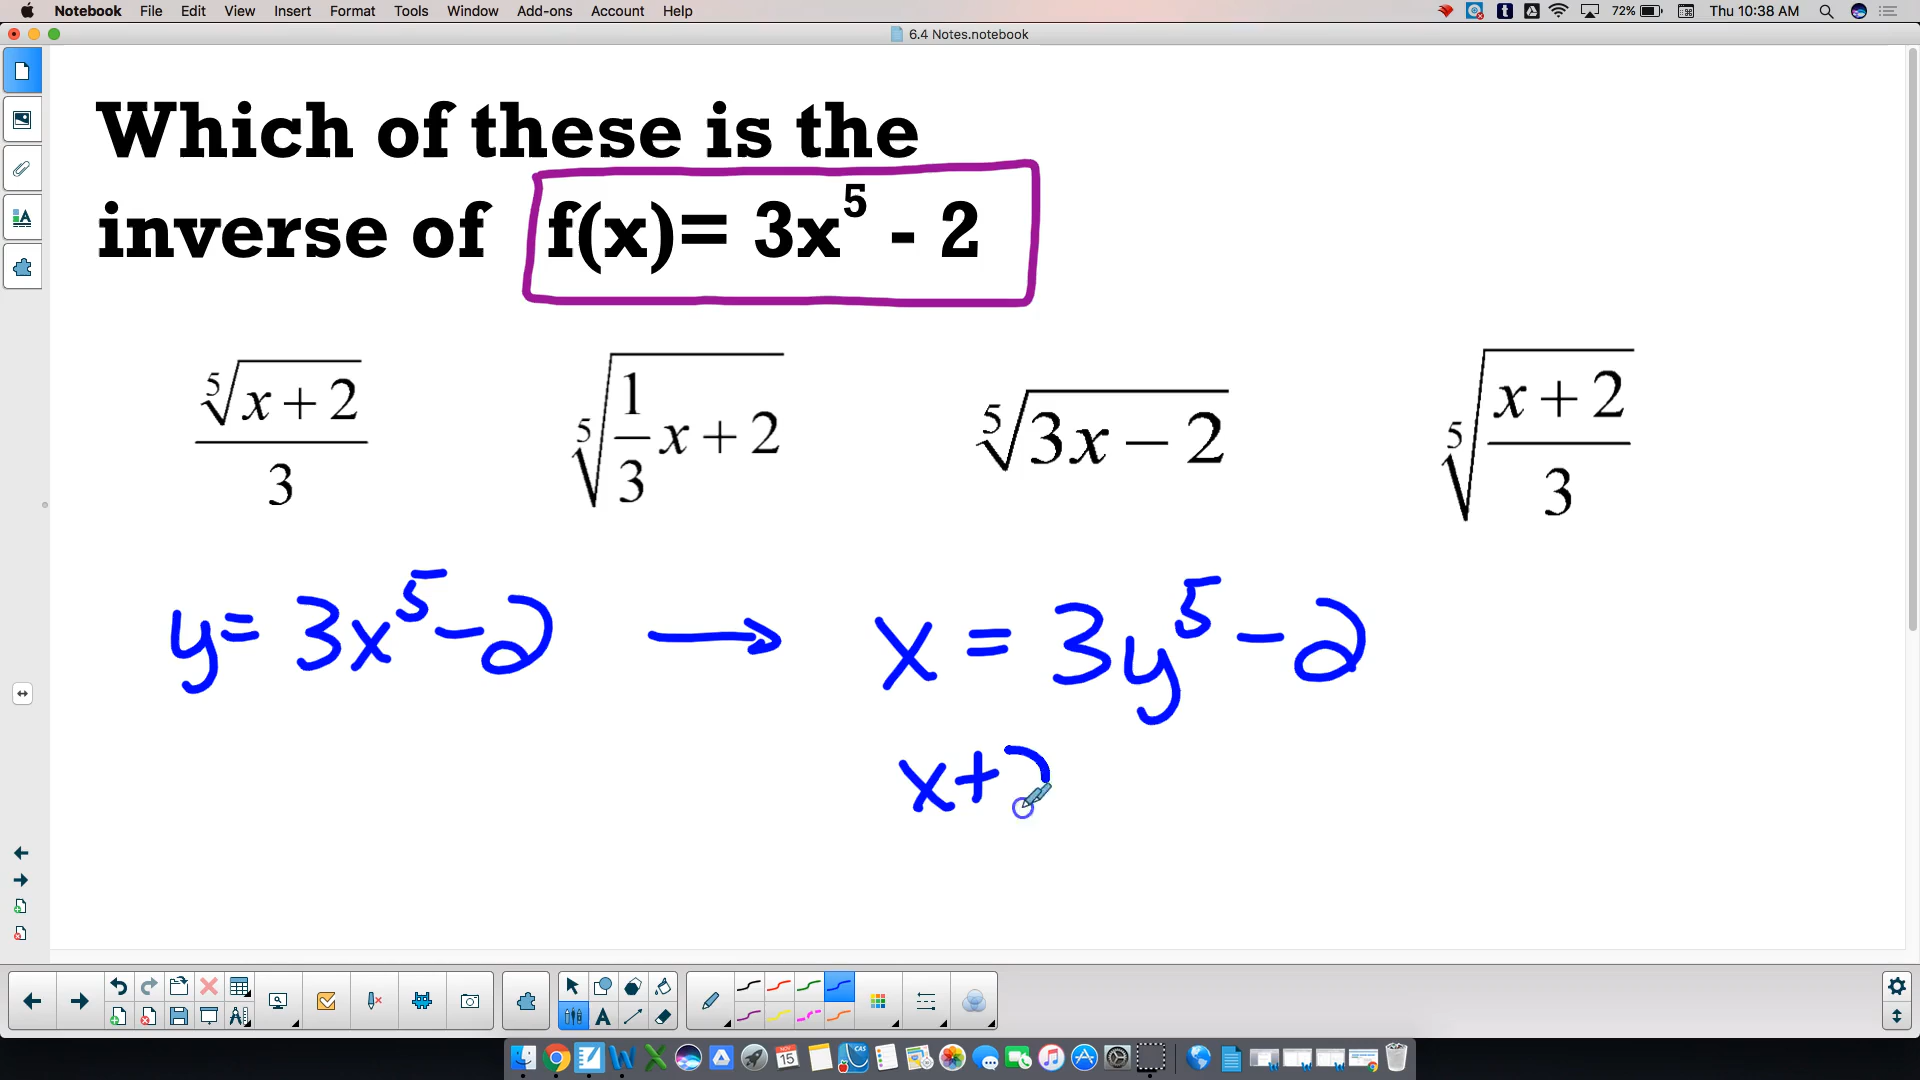 Notebook File Edit View Insert Format Tools Window Add-ons Account Help 72% Thu 10:38 AM
6.4 Notes.notebook
Which of these is the
inverse of f(x)= 3x⁵ - 2
⁵√(x + 2) / 3
⁵√(1/3 x + 2)
⁵√(3x − 2)
⁵√((x + 2)/3)
y = 3x⁵ - 2 → x = 3y⁵ - 2
x + 2